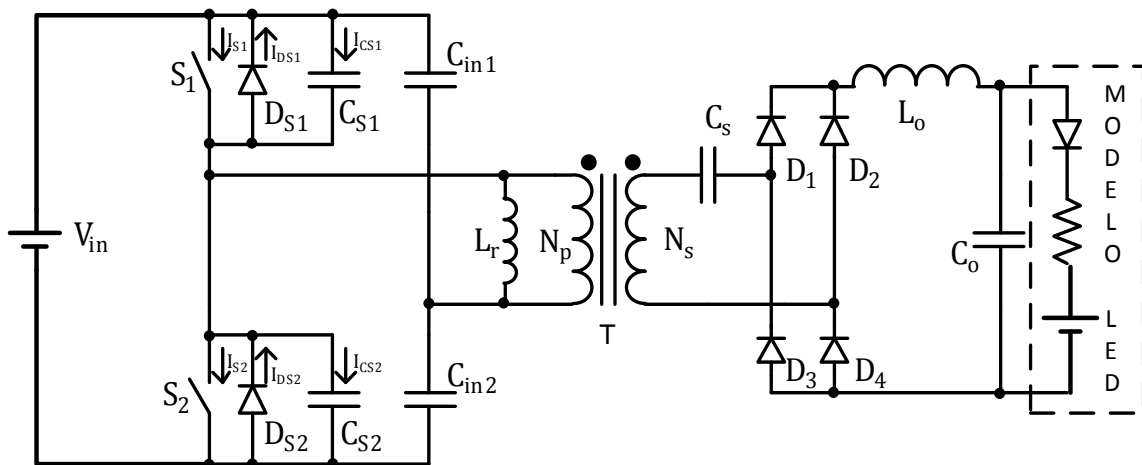 I_S1
I_DS1
I_CS1
S_1
D_S1
C_S1
C_in1
V_in
L_r
N_p
N_s
T
I_S2
I_DS2
I_CS2
S_2
D_S2
C_S2
C_in2
C_s
D_1
D_2
D_3
D_4
L_o
C_o
MODELO LED